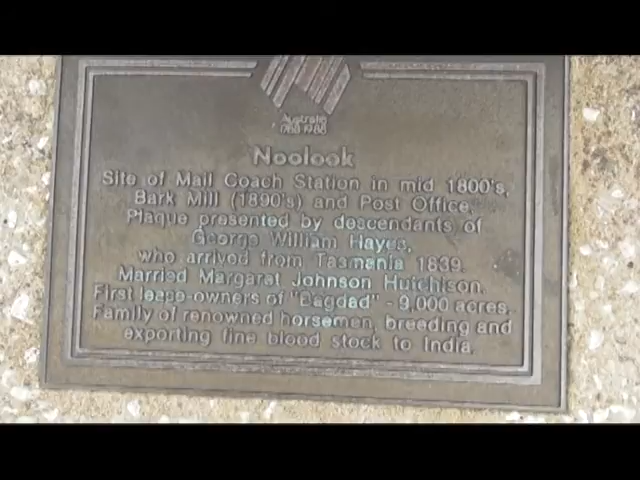 Australia
1788-1988
Noolook
Site of Mail Coach Station in mid 1800's,
Bark Mill (1890's) and Post Office.
Plaque presented by descendants of
George William Hayes,
who arrived from Tasmania 1839.
Married Margaret Johnson Hutchison.
First lease-owners of "Bagdad" - 9,000 acres.
Family of renowned horsemen, breeding and
exporting fine blood stock to India.